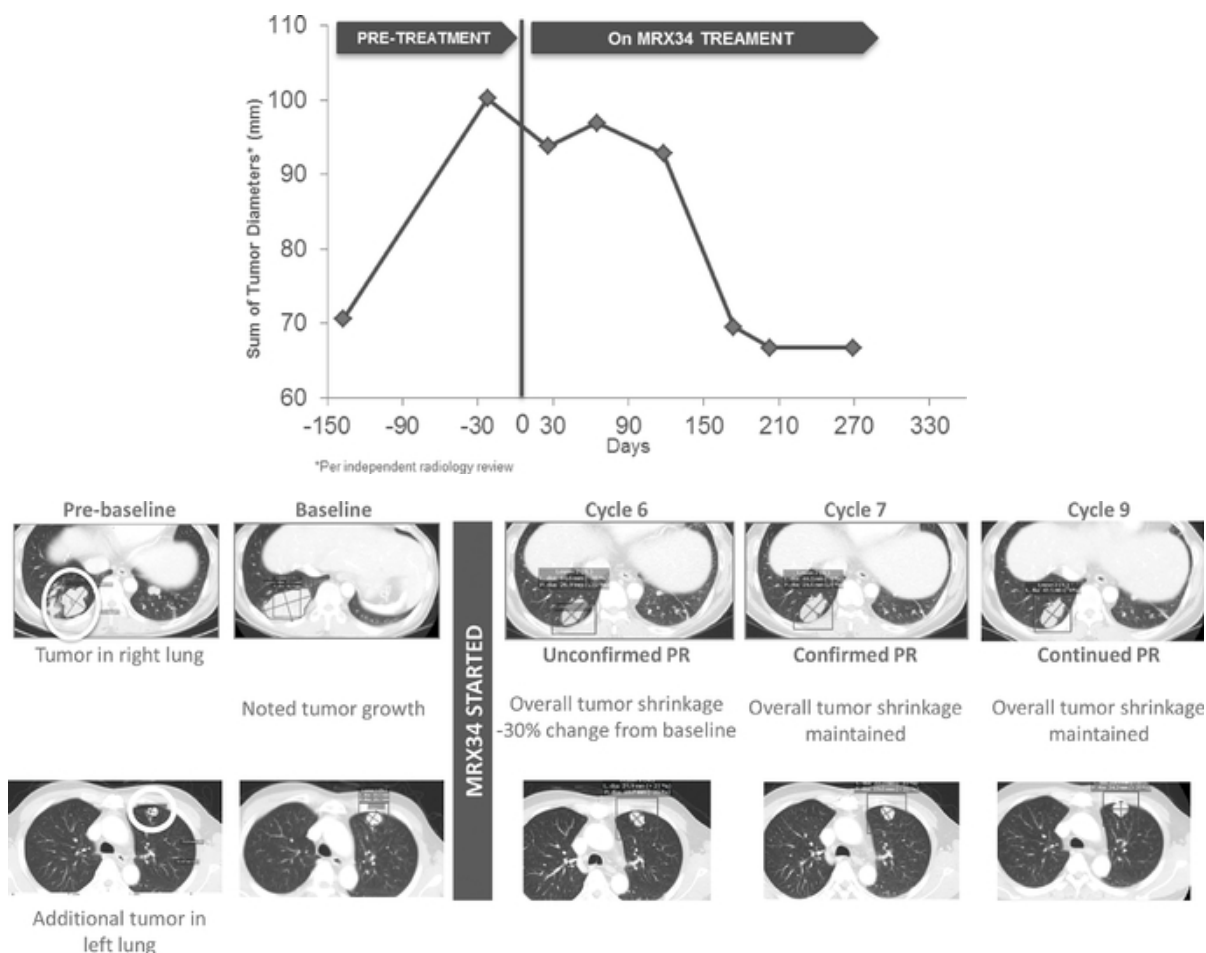 PRE-TREATMENT
On MRX34 TREAMENT
Sum of Tumor Diameters* (mm)
110
100
90
80
70
60
-150 -90 -30 0 30 90 150 210 270 330
Days
*Per independent radiology review
Pre-baseline Baseline Cycle 6 Cycle 7 Cycle 9
MRX34 STARTED
Tumor in right lung Unconfirmed PR Confirmed PR Continued PR
Noted tumor growth
Overall tumor shrinkage
-30% change from baseline
Overall tumor shrinkage
maintained
Overall tumor shrinkage
maintained
Additional tumor in
left lung